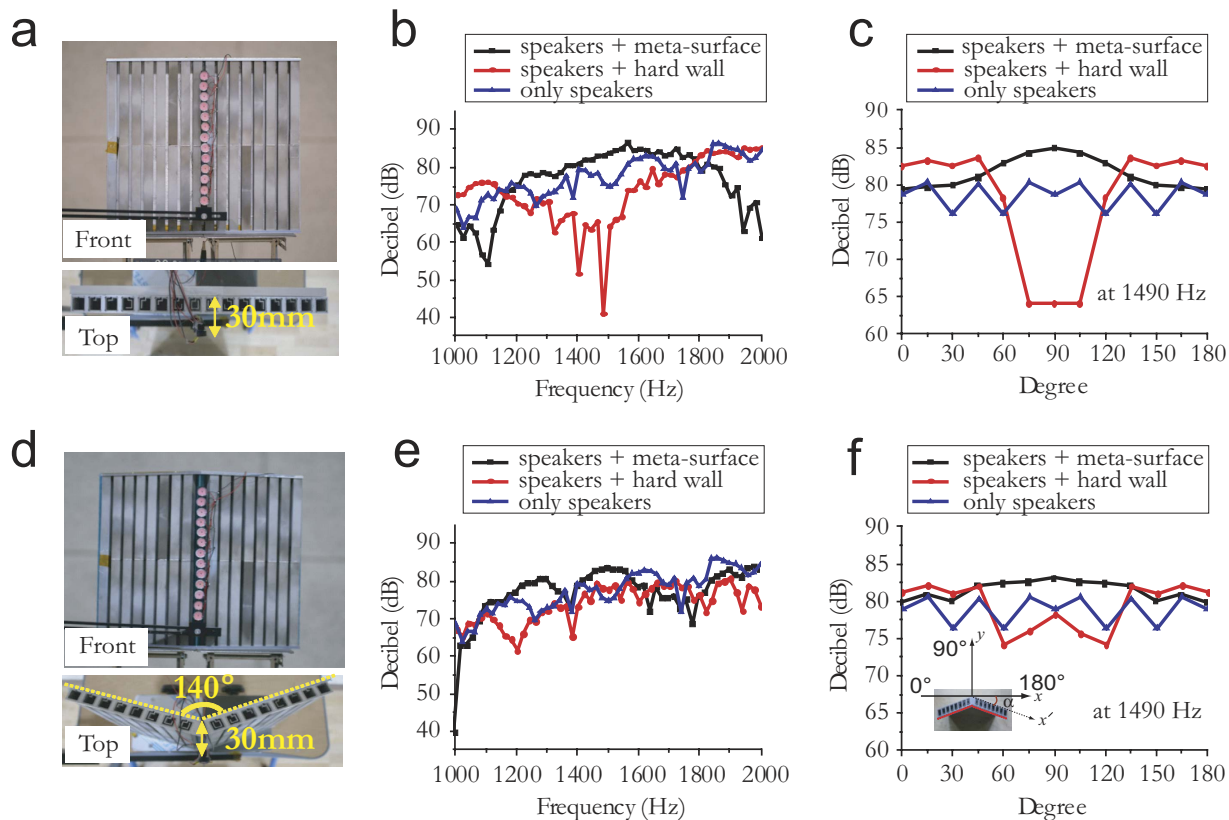 a
Front
Top
30mm
b
speakers + meta-surface
speakers + hard wall
only speakers
Decibel (dB)
90
80
70
60
50
40
1000 1200 1400 1600 1800 2000
Frequency (Hz)
c
speakers + meta-surface
speakers + hard wall
only speakers
Decibel (dB)
90
85
80
75
70
65
60
at 1490 Hz
0 30 60 90 120 150 180
Degree
d
Front
140°
Top
30mm
e
speakers + meta-surface
speakers + hard wall
only speakers
Decibel (dB)
90
80
70
60
50
40
1000 1200 1400 1600 1800 2000
Frequency (Hz)
f
speakers + meta-surface
speakers + hard wall
only speakers
Decibel (dB)
90
85
80
75
70
65
60
90° y
0° 180°
x
α
x′
at 1490 Hz
0 30 60 90 120 150 180
Degree